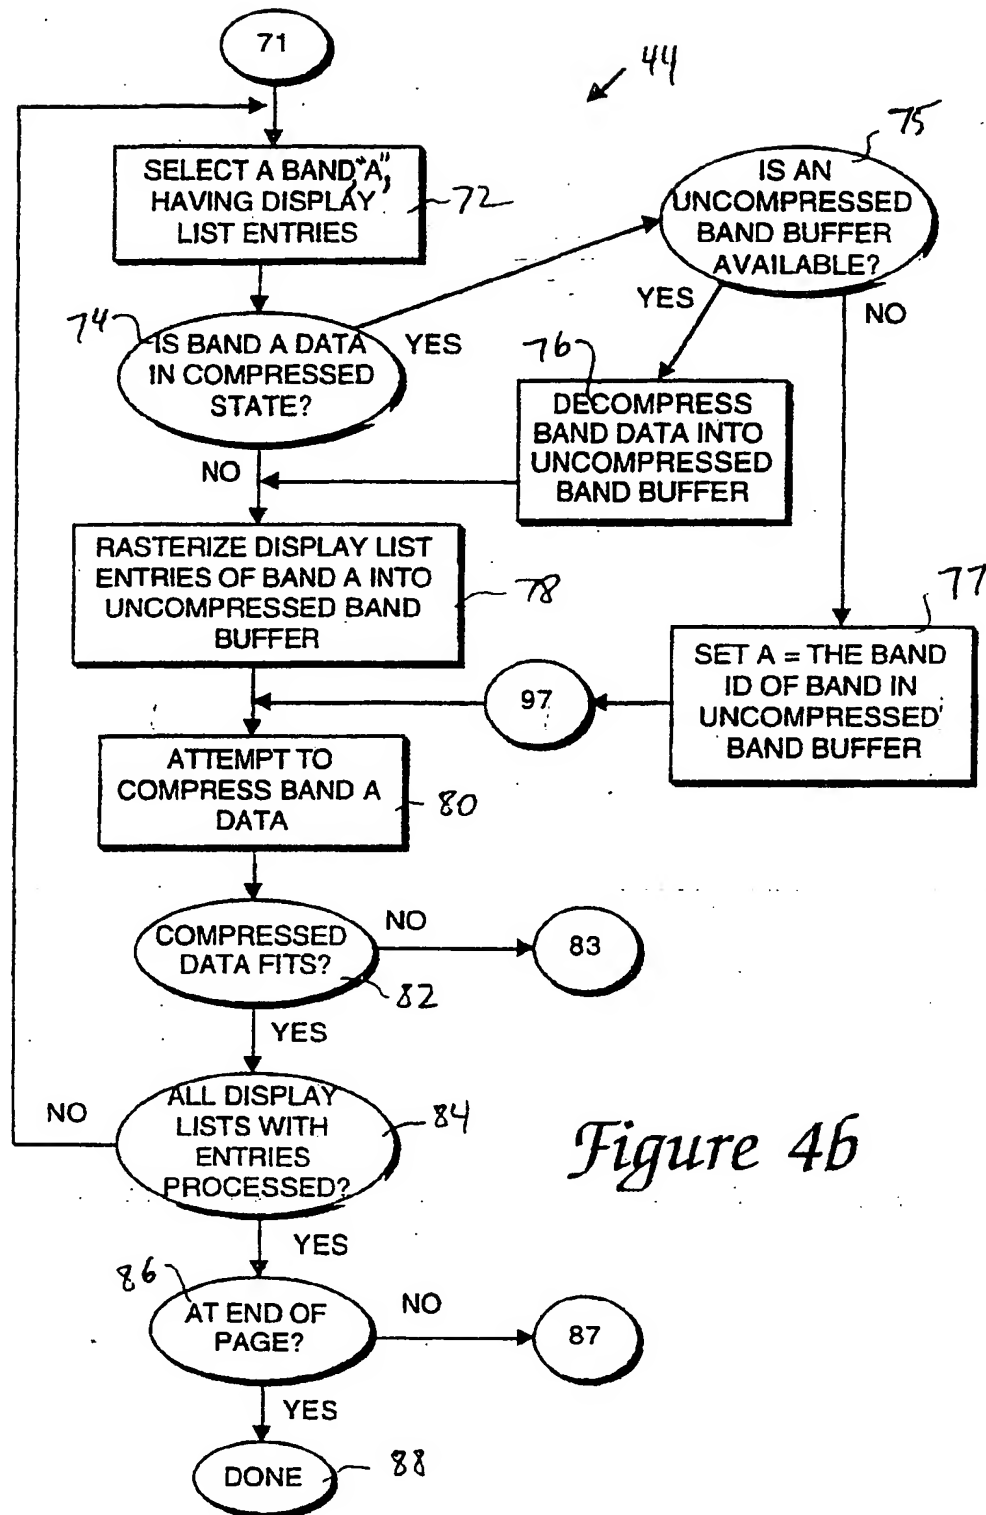 71
44
SELECT A BAND, "A",
HAVING DISPLAY
LIST ENTRIES
72
75
IS AN
UNCOMPRESSED
BAND BUFFER
AVAILABLE?
74
IS BAND A DATA
IN COMPRESSED
STATE?
YES
YES
NO
76
DECOMPRESS
BAND DATA INTO
UNCOMPRESSED
BAND BUFFER
NO
RASTERIZE DISPLAY LIST
ENTRIES OF BAND A INTO
UNCOMPRESSED BAND
BUFFER
78
77
SET A = THE BAND
ID OF BAND IN
UNCOMPRESSED
BAND BUFFER
97
ATTEMPT TO
COMPRESS BAND A
DATA
80
COMPRESSED
DATA FITS?
82
NO
83
YES
ALL DISPLAY
LISTS WITH
ENTRIES
PROCESSED?
84
NO
Figure 4b
YES
86
AT END OF
PAGE?
NO
87
YES
DONE
88